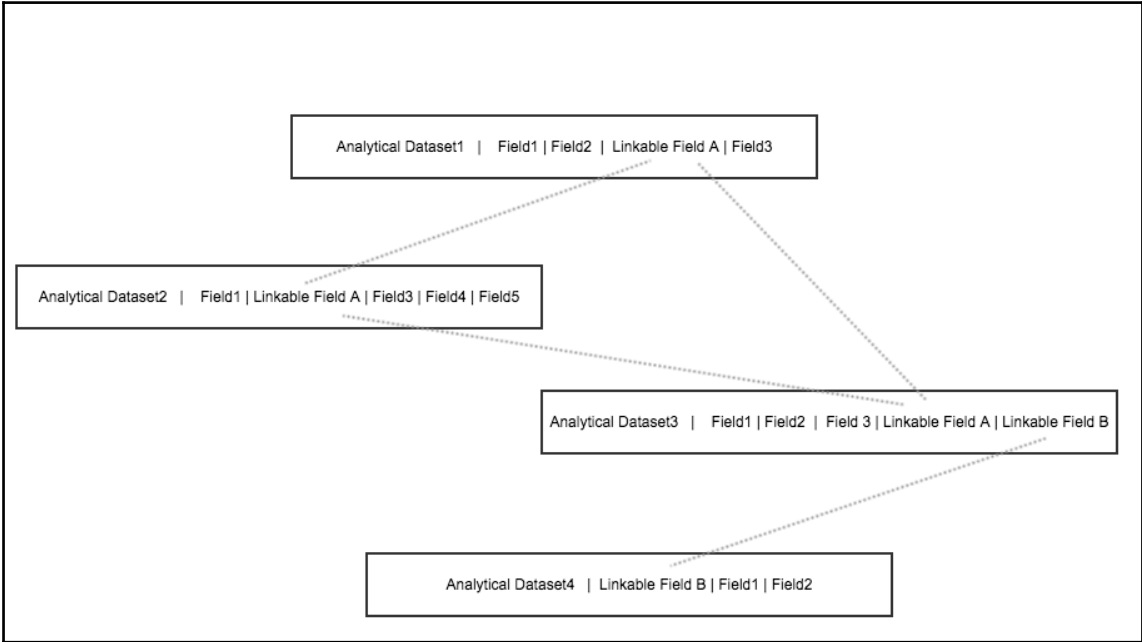 Analytical Dataset1 | Field1 | Field2 | Linkable Field A | Field3
Analytical Dataset2 | Field1 | Linkable Field A | Field3 | Field4 | Field5
Analytical Dataset3 | Field1 | Field2 | Field 3 | Linkable Field A | Linkable Field B
Analytical Dataset4 | Linkable Field B | Field1 | Field2